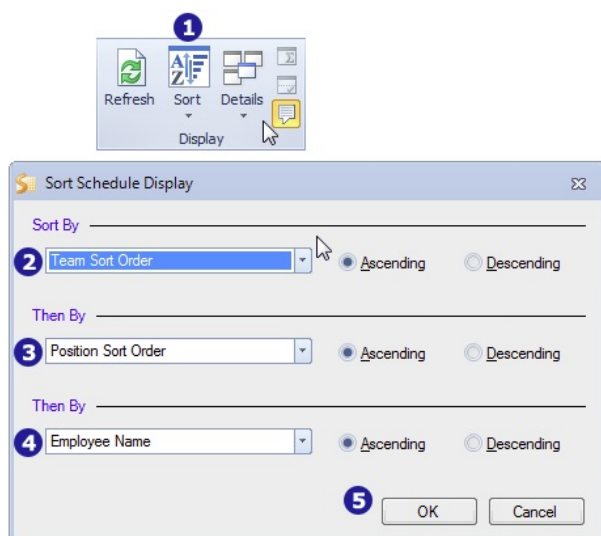 1
Refresh Sort Details
Display
Sort Schedule Display
Sort By
2 Team Sort Order Ascending Descending
Then By
3 Position Sort Order Ascending Descending
Then By
4 Employee Name Ascending Descending
5 OK Cancel